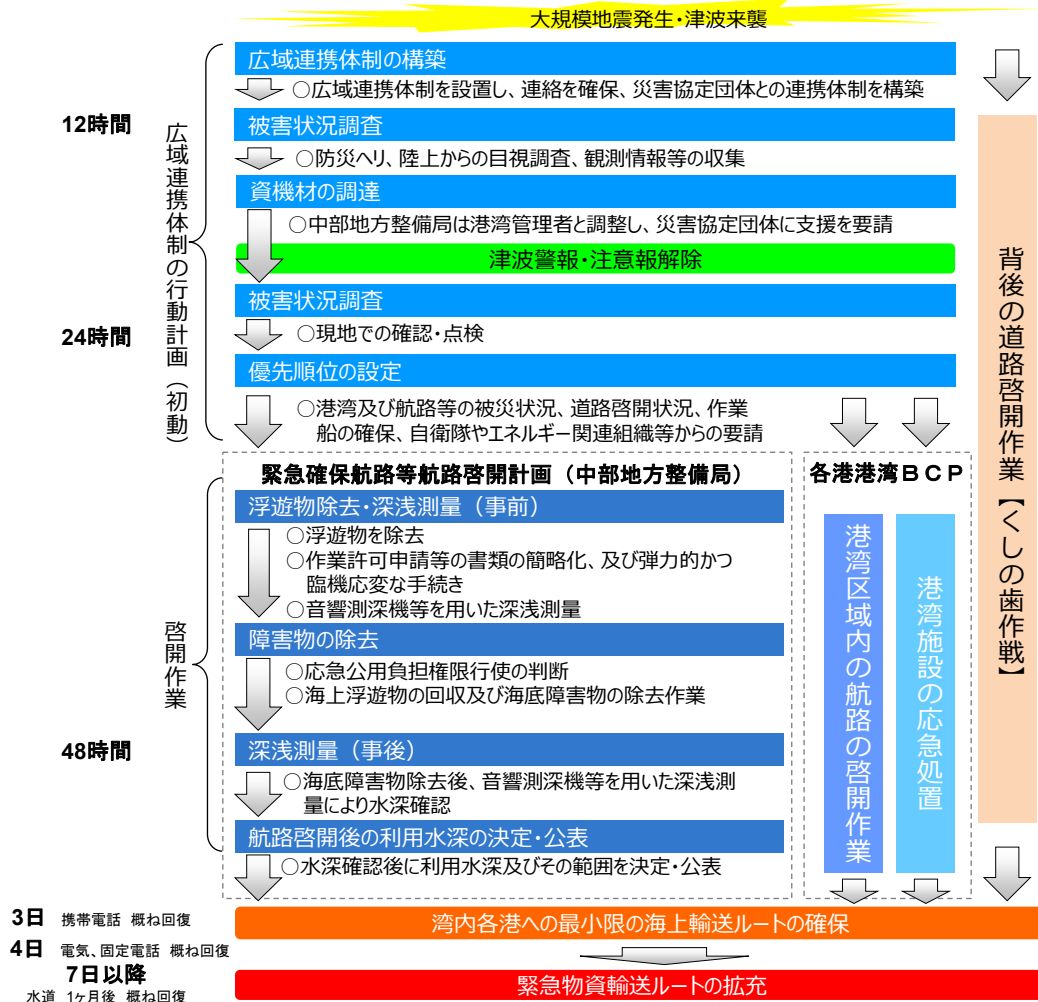 大規模地震発生・津波来襲
広域連携体制の構築
○広域連携体制を設置し、連絡を確保、災害協定団体との連携体制を構築
12時間
被害状況調査
○防災ヘリ、陸上からの目視調査、観測情報等の収集
資機材の調達
○中部地方整備局は港湾管理者と調整し、災害協定団体に支援を要請
津波警報・注意報解除
被害状況調査
24時間
○現地での確認・点検
優先順位の設定
○港湾及び航路等の被災状況、道路啓開状況、作業
船の確保、自衛隊やエネルギー関連組織等からの要請
広域連携体制の行動計画（初動）
緊急確保航路等航路啓開計画（中部地方整備局）
浮遊物除去・深浅測量（事前）
○浮遊物を除去
○作業許可申請等の書類の簡略化、及び弾力的かつ
臨機応変な手続き
○音響測深機等を用いた深浅測量
障害物の除去
○応急公用負担権限行使の判断
○海上浮遊物の回収及び海底障害物の除去作業
啓開作業
48時間
深浅測量（事後）
○海底障害物除去後、音響測深機等を用いた深浅測
量により水深確認
航路啓開後の利用水深の決定・公表
○水深確認後に利用水深及びその範囲を決定・公表
各港港湾ＢＣＰ
港湾区域内の航路の啓開作業
港湾施設の応急処置
背後の道路啓開作業【くしの歯作戦】
3日 携帯電話 概ね回復
湾内各港への最小限の海上輸送ルートの確保
4日 電気、固定電話 概ね回復
7日以降
緊急物資輸送ルートの拡充
水道 1ヶ月後 概ね回復